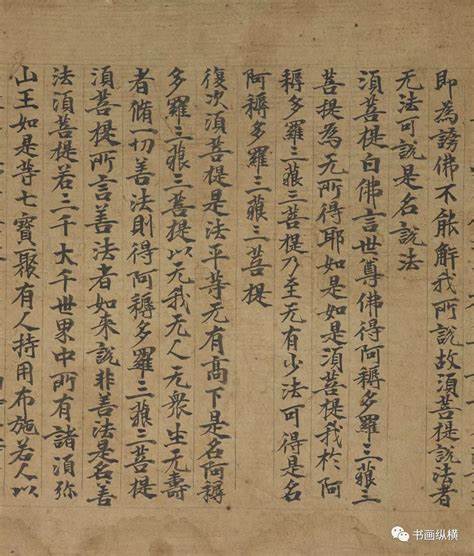 即為謗佛不能解我所說故須菩提說法者
无法可說是名說法
須菩提白佛言世尊佛得阿耨多羅三藐三
菩提為无所得耶如是如是須菩提我於阿
耨多羅三藐三菩提乃至无有少法可得是名
阿耨多羅三藐三菩提
復次須菩提是法平等无有高下是名阿耨
多羅三藐三菩提以无我无人无衆生无壽
者脩一切善法則得阿耨多羅三藐三菩提
須菩提所言善法者如來說非善法是名善
法須菩提若三千大千世界中所有諸須弥
山王如是等七寶聚有人持用布施若人以
书画纵横